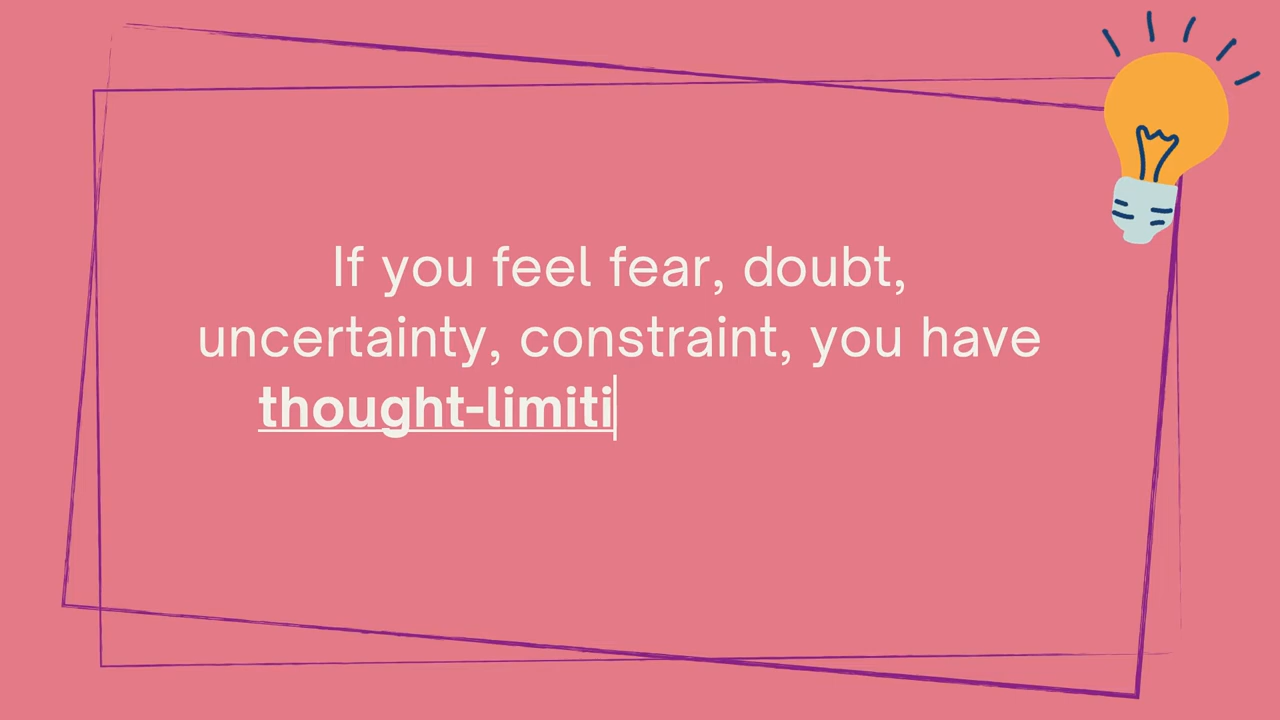 If you feel fear, doubt,
uncertainty, constraint, you have
thought-limiti